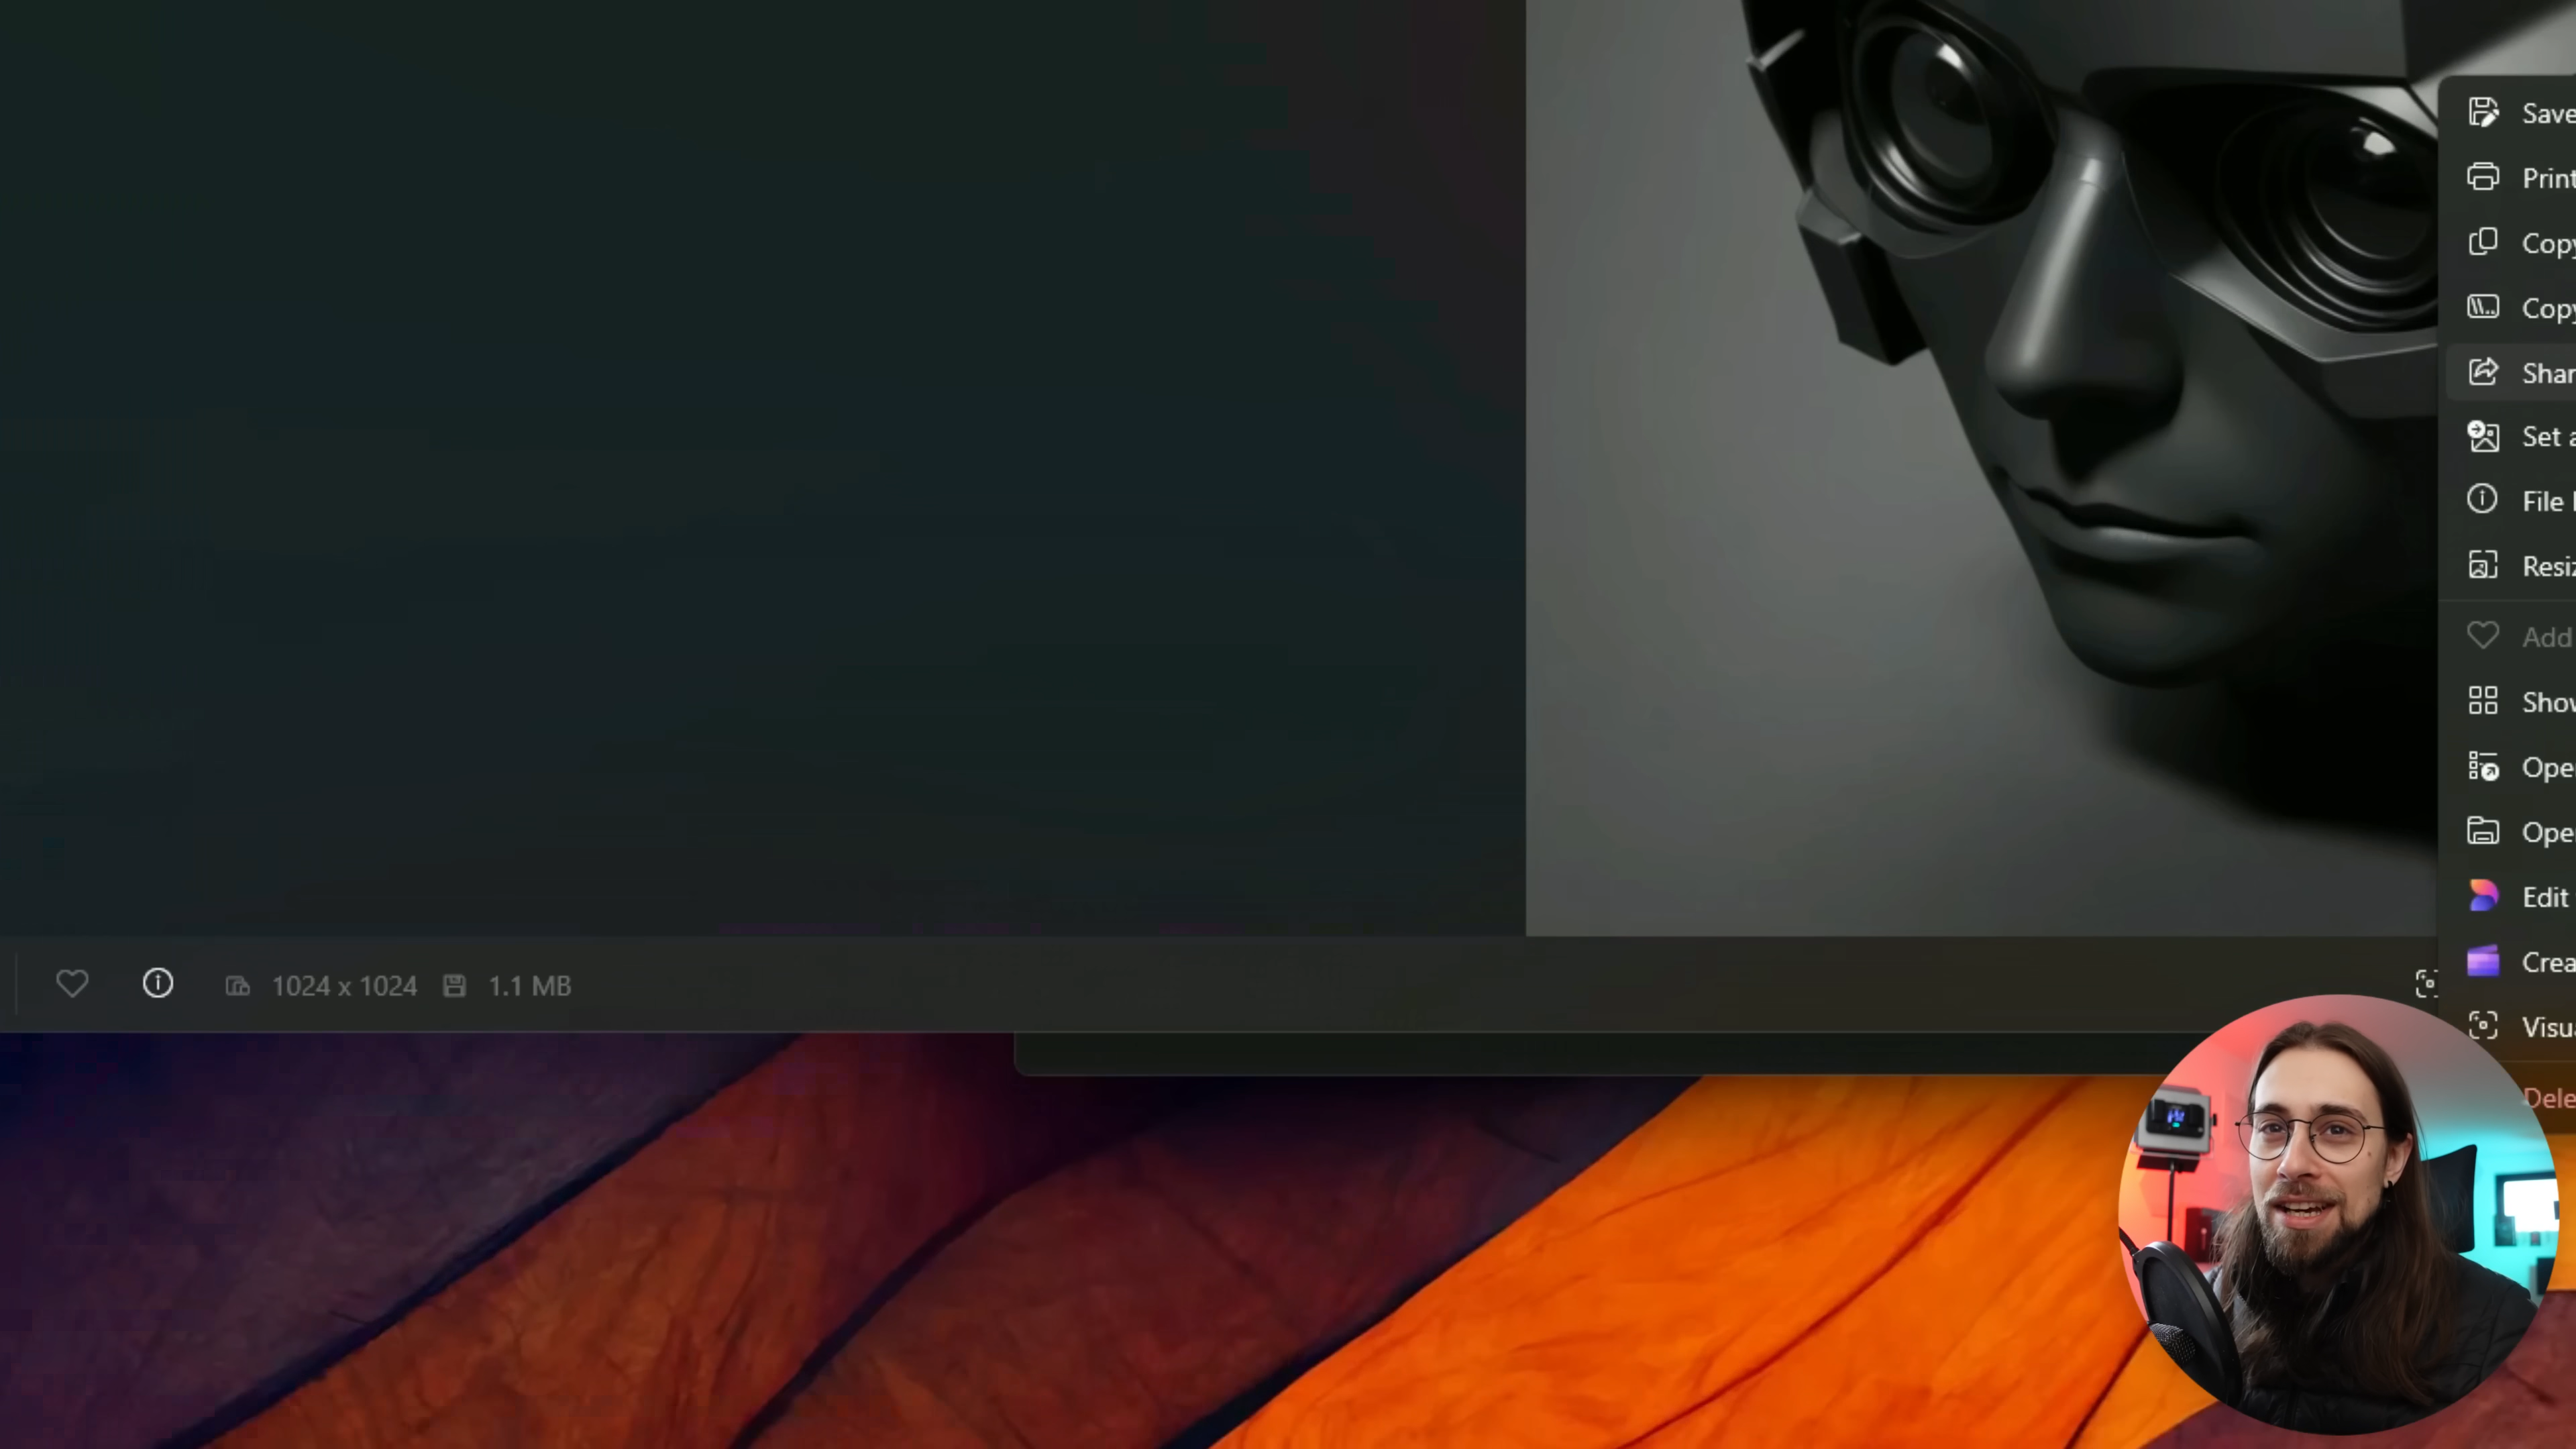 Save
Print
Copy
Copy
Shar
Set a
File I
Resiz
Add
Show
Ope
Ope
Edit
Crea
Visu
Dele
1024 x 1024 1.1 MB